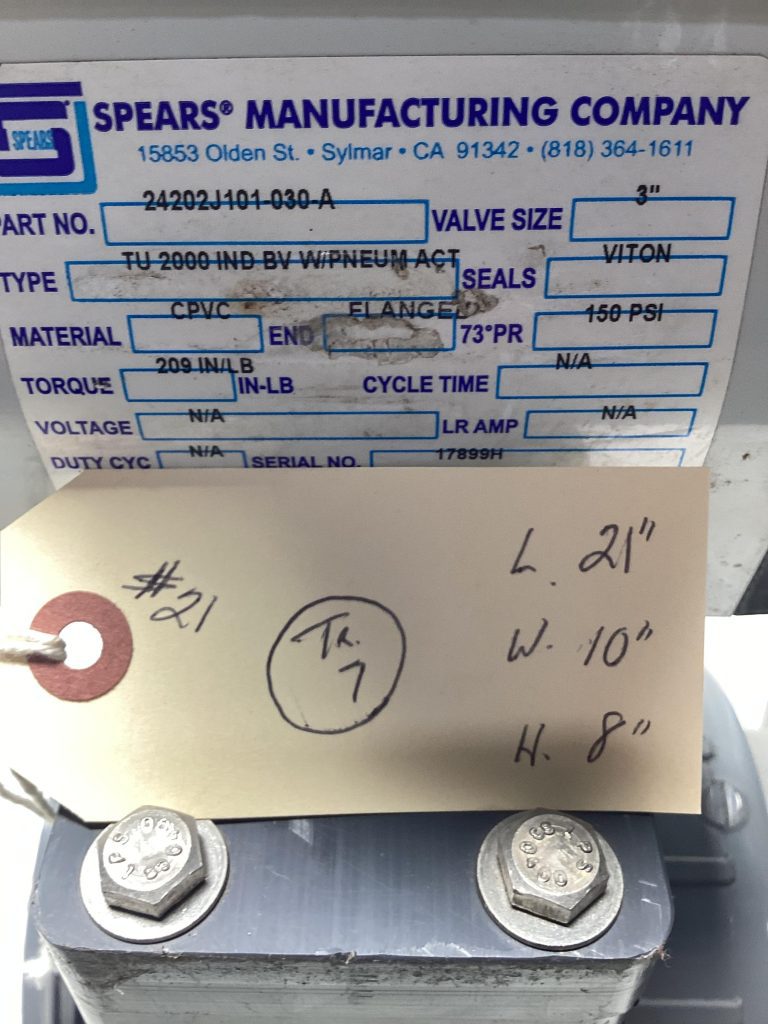 SPEARS
SPEARS® MANUFACTURING COMPANY
15853 Olden St. • Sylmar • CA 91342 • (818) 364-1611
PART NO. 24202J101-030-A VALVE SIZE 3"
TYPE TU 2000 IND BV W/PNEUM ACT SEALS VITON
MATERIAL CPVC END FLANGED 73°PR 150 PSI
TORQUE 209 IN/LB IN-LB CYCLE TIME N/A
VOLTAGE N/A LR AMP N/A
DUTY CYC N/A SERIAL NO. 17899H
#21
TR.
7
L. 21"
W. 10"
H. 8"